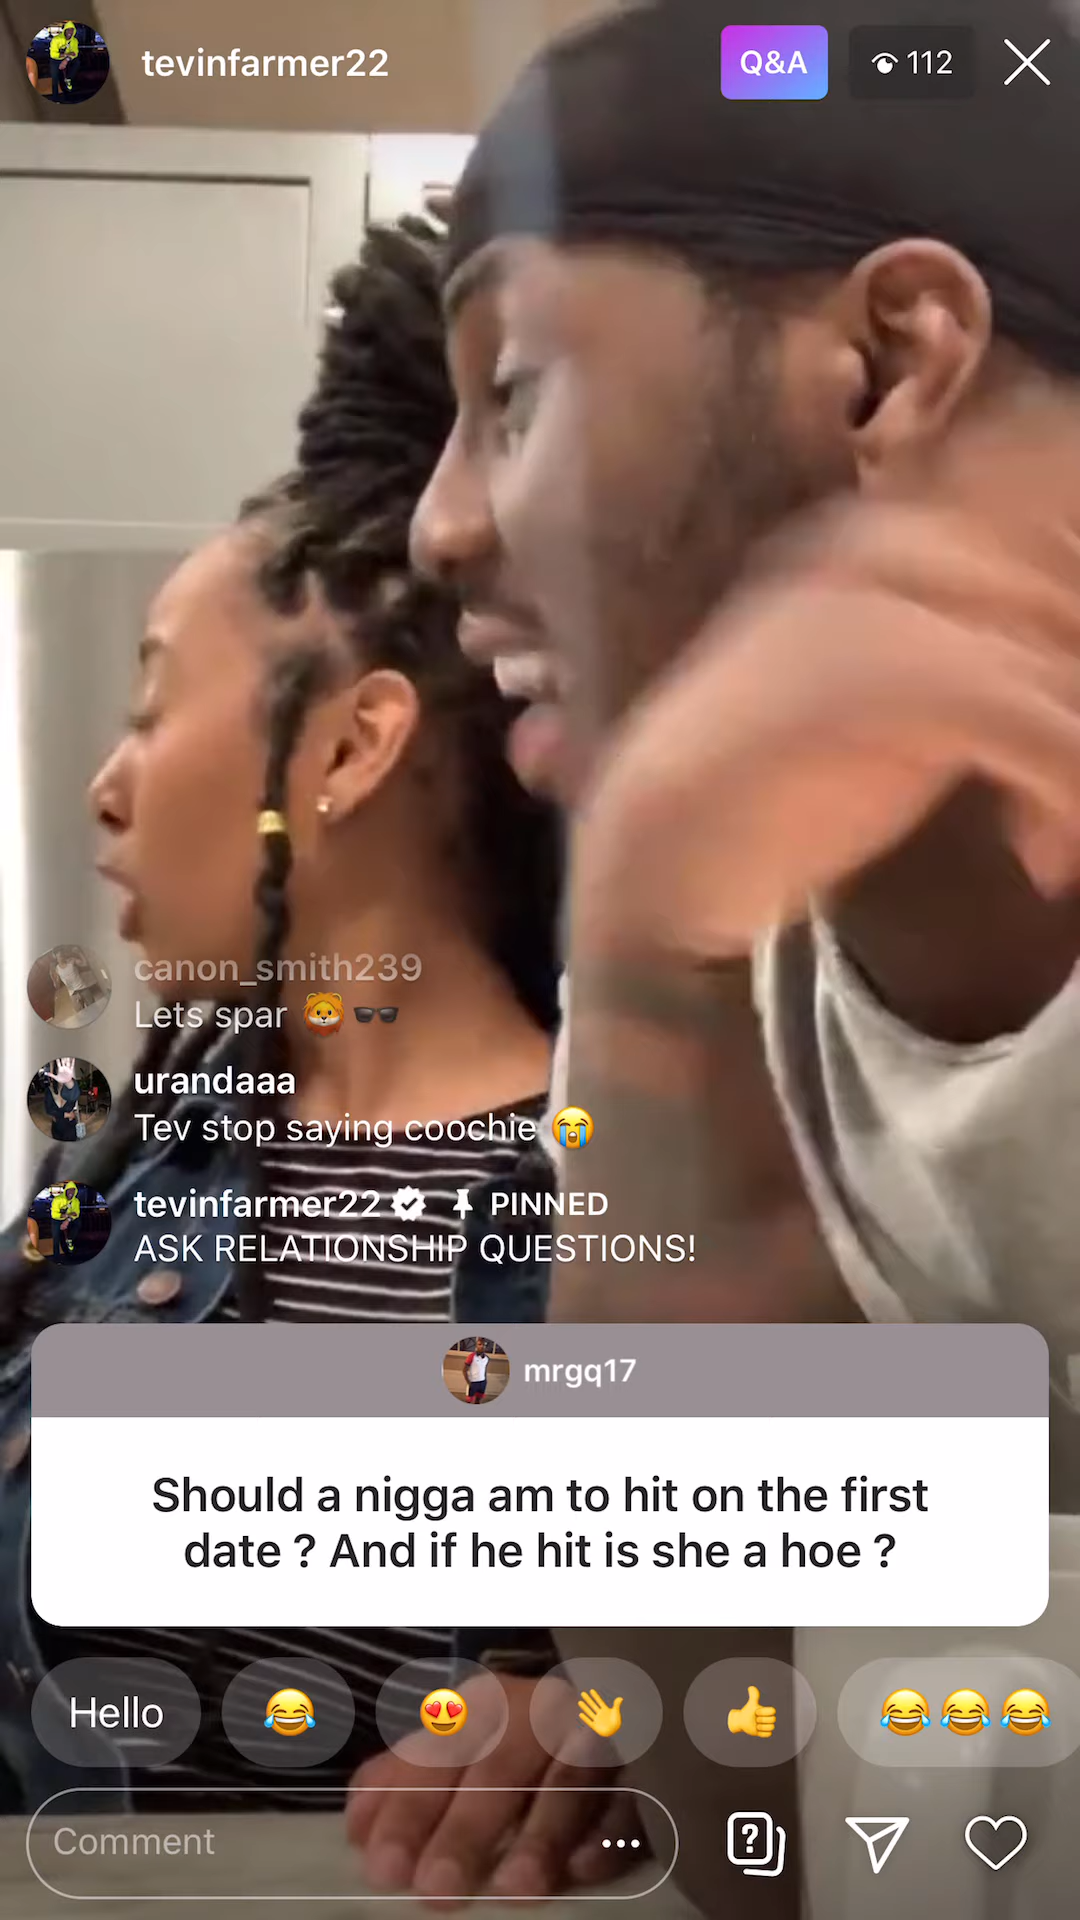 tevinfarmer22
Q&A
112
canon_smith239
Lets spar 🦁🕶️
urandaaa
Tev stop saying coochie 😭
tevinfarmer22 PINNED
ASK RELATIONSHIP QUESTIONS!
mrgq17
Should a nigga am to hit on the first
date ? And if he hit is she a hoe ?
Hello 😂 😍 👋 👍 😂😂😂
Comment